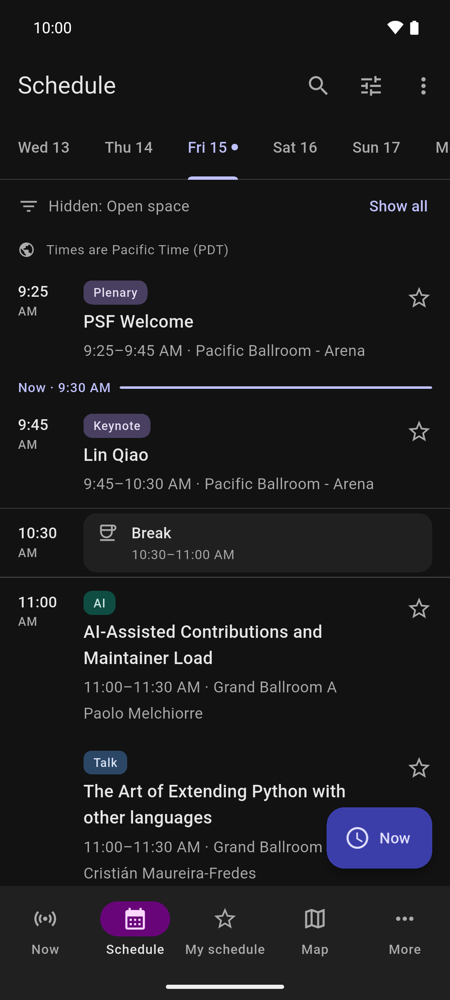 10:00
Schedule
Wed 13 Thu 14 Fri 15 Sat 16 Sun 17 M
Hidden: Open space Show all
Times are Pacific Time (PDT)
9:25 AM
Plenary
PSF Welcome
9:25–9:45 AM · Pacific Ballroom - Arena
Now · 9:30 AM
9:45 AM
Keynote
Lin Qiao
9:45–10:30 AM · Pacific Ballroom - Arena
10:30 AM
Break
10:30–11:00 AM
11:00 AM
AI
AI-Assisted Contributions and
Maintainer Load
11:00–11:30 AM · Grand Ballroom A
Paolo Melchiorre
Talk
The Art of Extending Python with
other languages
11:00–11:30 AM · Grand Ballroom
Cristián Maureira-Fredes
Now
Now Schedule My schedule Map More